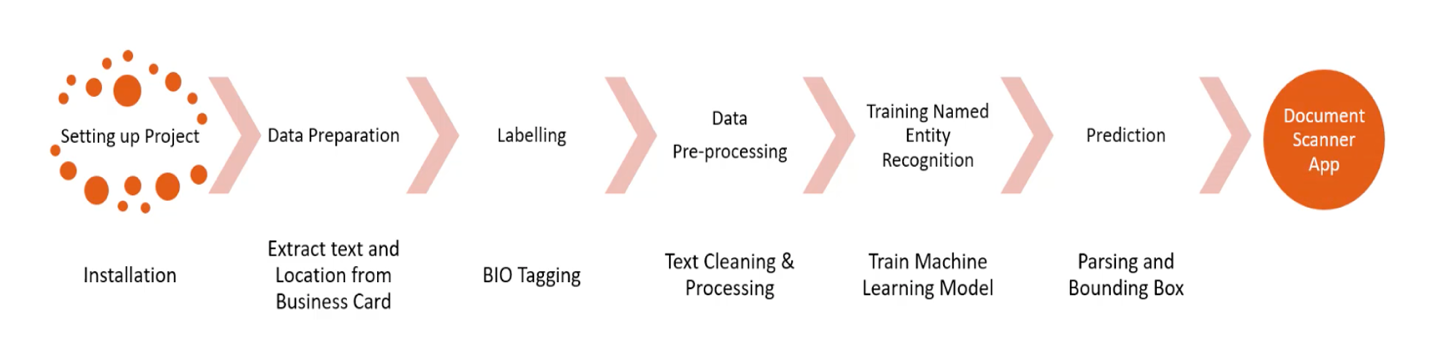 Setting up Project
Data Preparation
Labelling
Data
Pre-processing
Training Named
Entity
Recognition
Prediction
Document
Scanner
App
Installation
Extract text and
Location from
Business Card
BIO Tagging
Text Cleaning &
Processing
Train Machine
Learning Model
Parsing and
Bounding Box